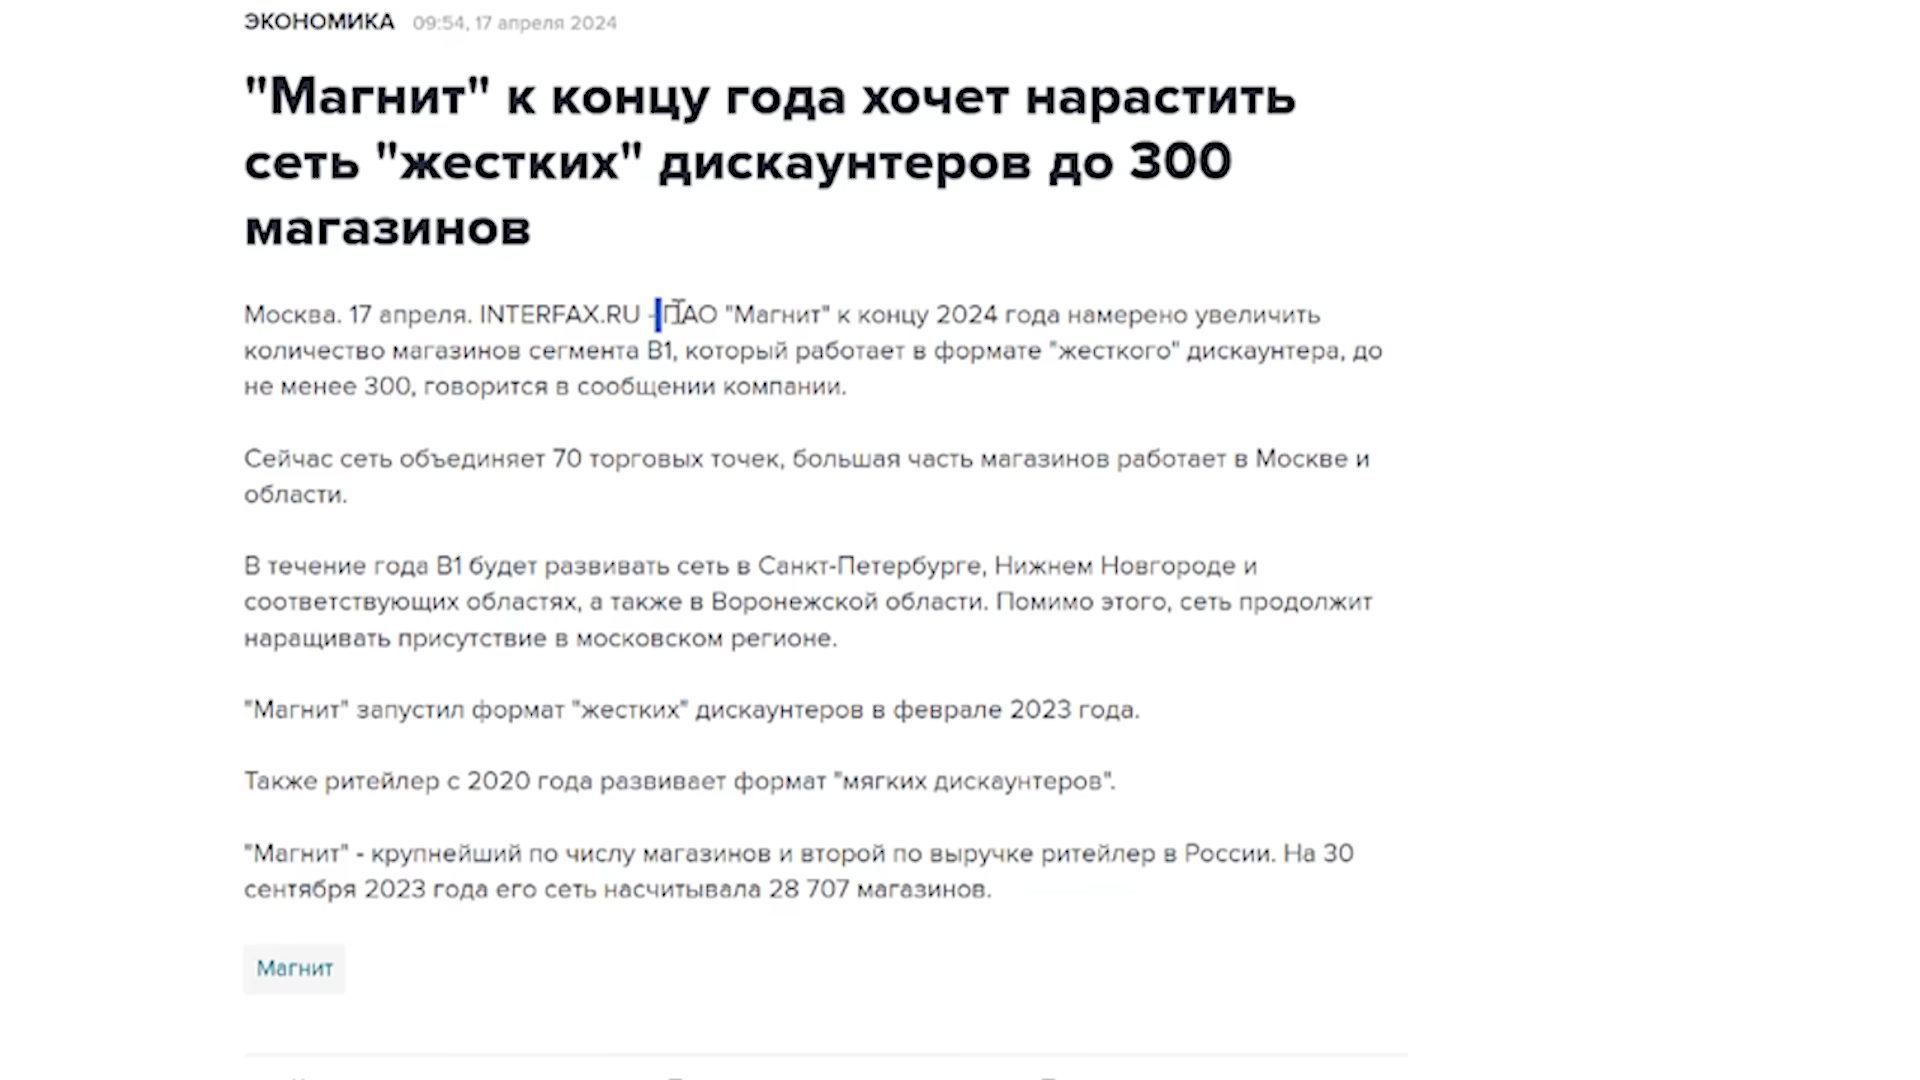 ЭКОНОМИКА 09:54, 17 апреля 2024
"Магнит" к концу года хочет нарастить
сеть "жестких" дискаунтеров до 300
магазинов
Москва. 17 апреля. INTERFAX.RU - ПАО "Магнит" к концу 2024 года намерено увеличить
количество магазинов сегмента B1, который работает в формате "жесткого" дискаунтера, до
не менее 300, говорится в сообщении компании.
Сейчас сеть объединяет 70 торговых точек, большая часть магазинов работает в Москве и
области.
В течение года B1 будет развивать сеть в Санкт-Петербурге, Нижнем Новгороде и
соответствующих областях, а также в Воронежской области. Помимо этого, сеть продолжит
наращивать присутствие в московском регионе.
"Магнит" запустил формат "жестких" дискаунтеров в феврале 2023 года.
Также ритейлер с 2020 года развивает формат "мягких дискаунтеров".
"Магнит" - крупнейший по числу магазинов и второй по выручке ритейлер в России. На 30
сентября 2023 года его сеть насчитывала 28 707 магазинов.
Магнит